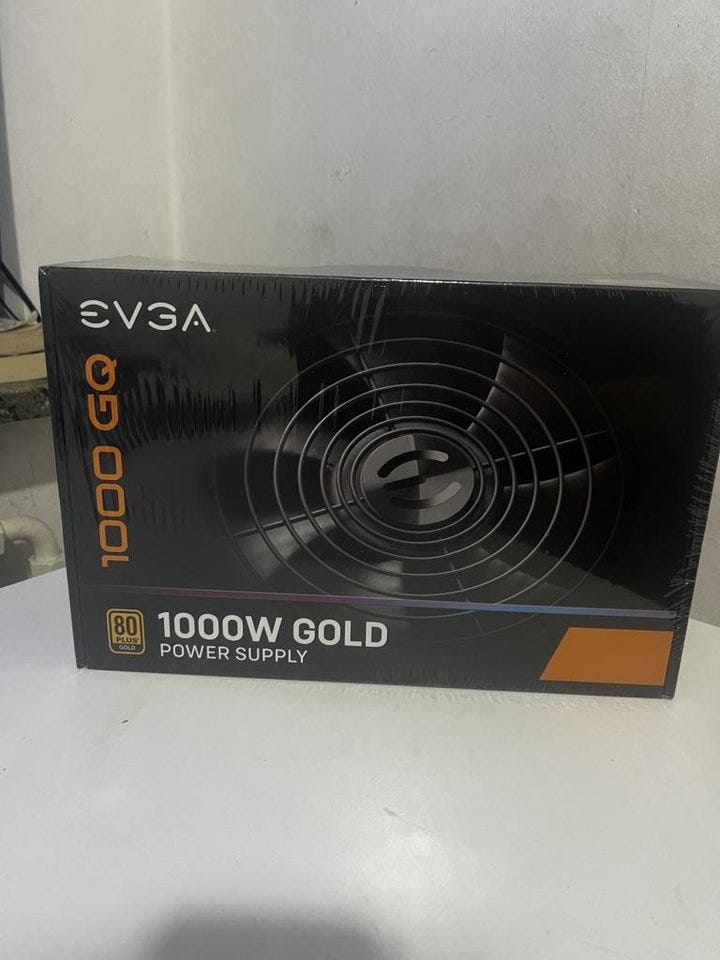 EVGA
1000 GQ
80
PLUS
GOLD
1000W GOLD
POWER SUPPLY